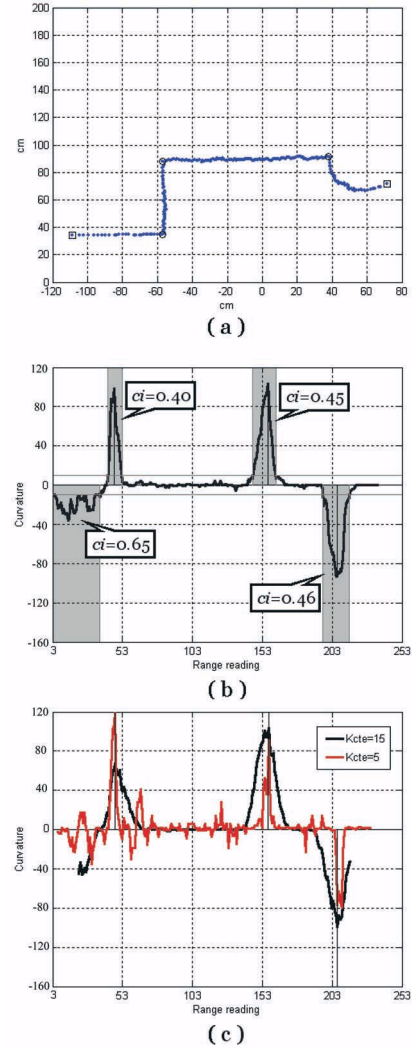 200
180
160
140
120
100
80
60
40
20
0
cm
-120 -100 -80 -60 -40 -20 0 20 40 60 80
cm
( a )
120
80
40
0
-40
-80
-120
-160
Curvature
ci=0.40
ci=0.45
ci=0.65
ci=0.46
3 53 103 153 203 253
Range reading
( b )
120
80
40
0
-40
-80
-120
-160
Curvature
Kcte=15
Kcte=5
3 53 103 153 203 253
Range reading
( c )